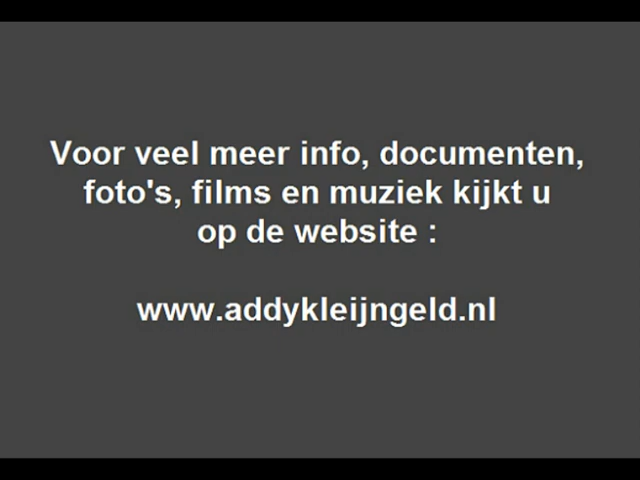 Voor veel meer info, documenten,
foto's, films en muziek kijkt u
op de website :
www.addykleijngeld.nl